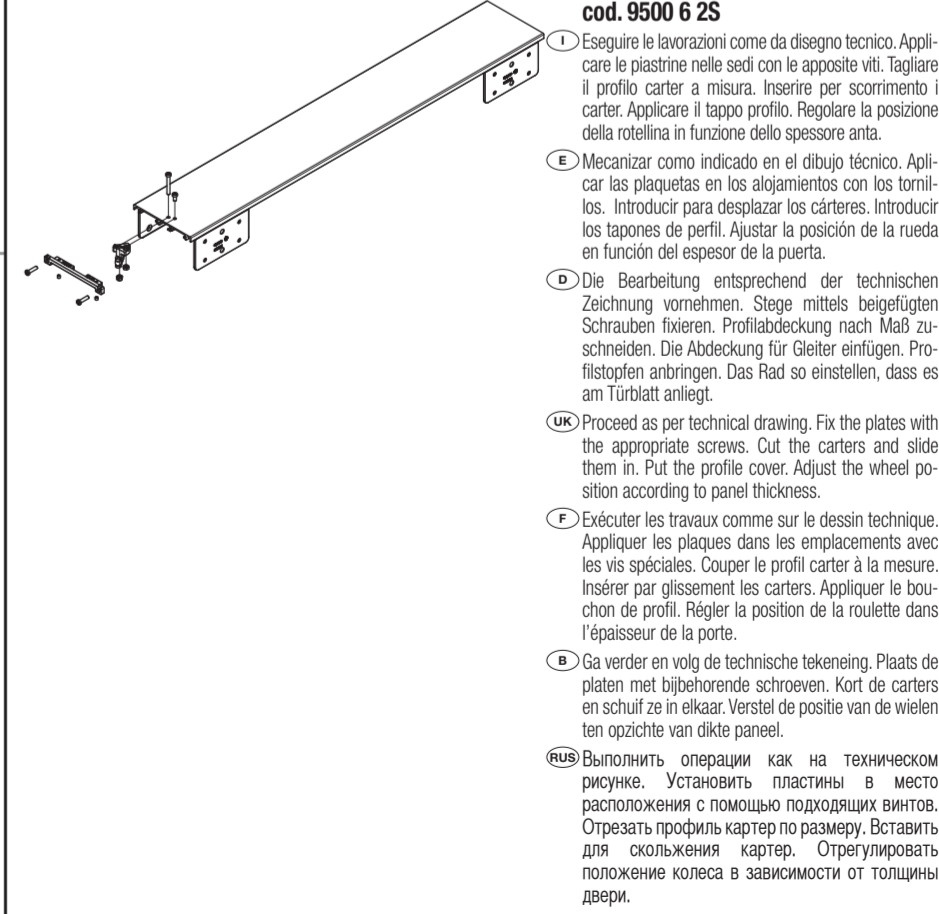 cod. 9500 6 2S
I Eseguire le lavorazioni come da disegno tecnico. Appli-
care le piastrine nelle sedi con le apposite viti. Tagliare
il profilo carter a misura. Inserire per scorrimento i
carter. Applicare il tappo profilo. Regolare la posizione
della rotellina in funzione dello spessore anta.
E Mecanizar como indicado en el dibujo técnico. Apli-
car las plaquetas en los alojamientos con los tornil-
los. Introducir para desplazar los cárteres. Introducir
los tapones de perfil. Ajustar la posición de la rueda
en función del espesor de la puerta.
D Die Bearbeitung entsprechend der technischen
Zeichnung vornehmen. Stege mittels beigefügten
Schrauben fixieren. Profilabdeckung nach Maß zu-
schneiden. Die Abdeckung für Gleiter einfügen. Pro-
filstopfen anbringen. Das Rad so einstellen, dass es
am Türblatt anliegt.
UK Proceed as per technical drawing. Fix the plates with
the appropriate screws. Cut the carters and slide
them in. Put the profile cover. Adjust the wheel po-
sition according to panel thickness.
F Exécuter les travaux comme sur le dessin technique.
Appliquer les plaques dans les emplacements avec
les vis spéciales. Couper le profil carter à la mesure.
Insérer par glissement les carters. Appliquer le bou-
chon de profil. Régler la position de la roulette dans
l'épaisseur de la porte.
B Ga verder en volg de technische tekeneing. Plaats de
platen met bijbehorende schroeven. Kort de carters
en schuif ze in elkaar. Verstel de positie van de wielen
ten opzichte van dikte paneel.
RUS Выполнить операции как на техническом
рисунке. Установить пластины в место
расположения с помощью подходящих винтов.
Отрезать профиль картер по размеру. Вставить
для скольжения картер. Отрегулировать
положение колеса в зависимости от толщины
двери.